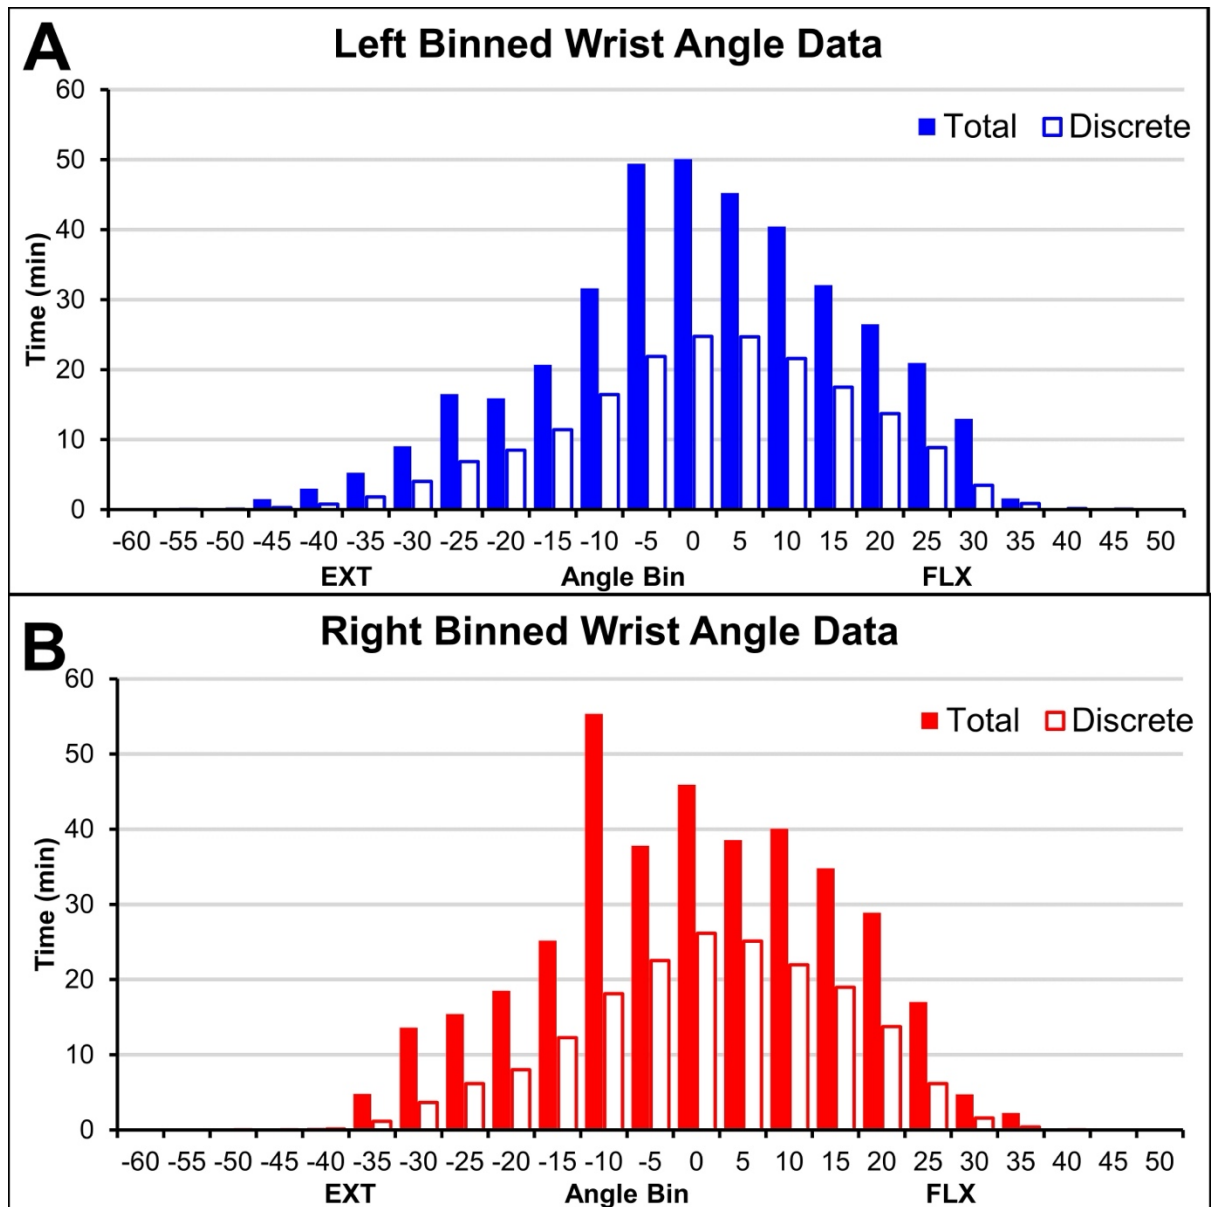 A
Left Binned Wrist Angle Data
60
Total Discrete
50
40
Time (min)
30
20
10
0
-60 -55 -50 -45 -40 -35 -30 -25 -20 -15 -10 -5 0 5 10 15 20 25 30 35 40 45 50
EXT Angle Bin FLX
B
Right Binned Wrist Angle Data
60
Total Discrete
50
40
Time (min)
30
20
10
0
-60 -55 -50 -45 -40 -35 -30 -25 -20 -15 -10 -5 0 5 10 15 20 25 30 35 40 45 50
EXT Angle Bin FLX